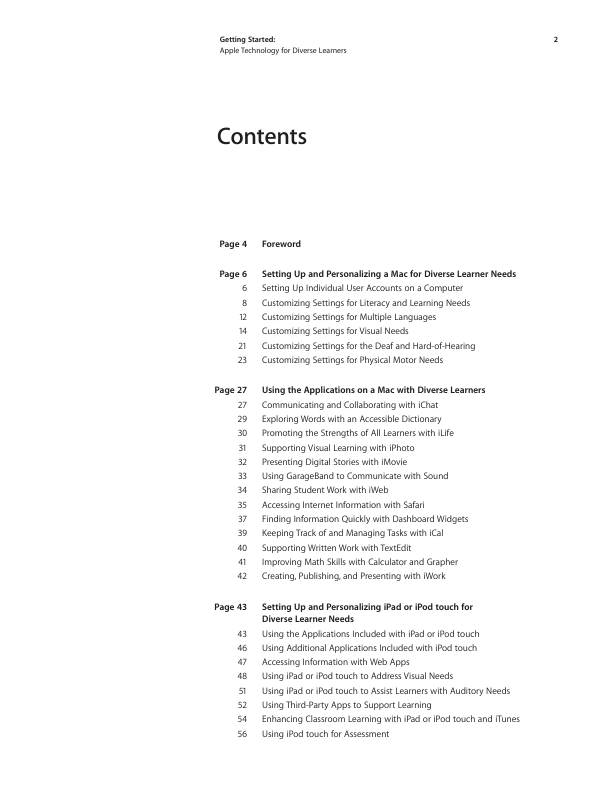 Getting Started: 2
Apple Technology for Diverse Learners
Contents
Page 4 Foreword
Page 6 Setting Up and Personalizing a Mac for Diverse Learner Needs
6 Setting Up Individual User Accounts on a Computer
8 Customizing Settings for Literacy and Learning Needs
12 Customizing Settings for Multiple Languages
14 Customizing Settings for Visual Needs
21 Customizing Settings for the Deaf and Hard-of-Hearing
23 Customizing Settings for Physical Motor Needs
Page 27 Using the Applications on a Mac with Diverse Learners
27 Communicating and Collaborating with iChat
29 Exploring Words with an Accessible Dictionary
30 Promoting the Strengths of All Learners with iLife
31 Supporting Visual Learning with iPhoto
32 Presenting Digital Stories with iMovie
33 Using GarageBand to Communicate with Sound
34 Sharing Student Work with iWeb
35 Accessing Internet Information with Safari
37 Finding Information Quickly with Dashboard Widgets
39 Keeping Track of and Managing Tasks with iCal
40 Supporting Written Work with TextEdit
41 Improving Math Skills with Calculator and Grapher
42 Creating, Publishing, and Presenting with iWork
Page 43 Setting Up and Personalizing iPad or iPod touch for
Diverse Learner Needs
43 Using the Applications Included with iPad or iPod touch
46 Using Additional Applications Included with iPod touch
47 Accessing Information with Web Apps
48 Using iPad or iPod touch to Address Visual Needs
51 Using iPad or iPod touch to Assist Learners with Auditory Needs
52 Using Third-Party Apps to Support Learning
54 Enhancing Classroom Learning with iPad or iPod touch and iTunes
56 Using iPod touch for Assessment